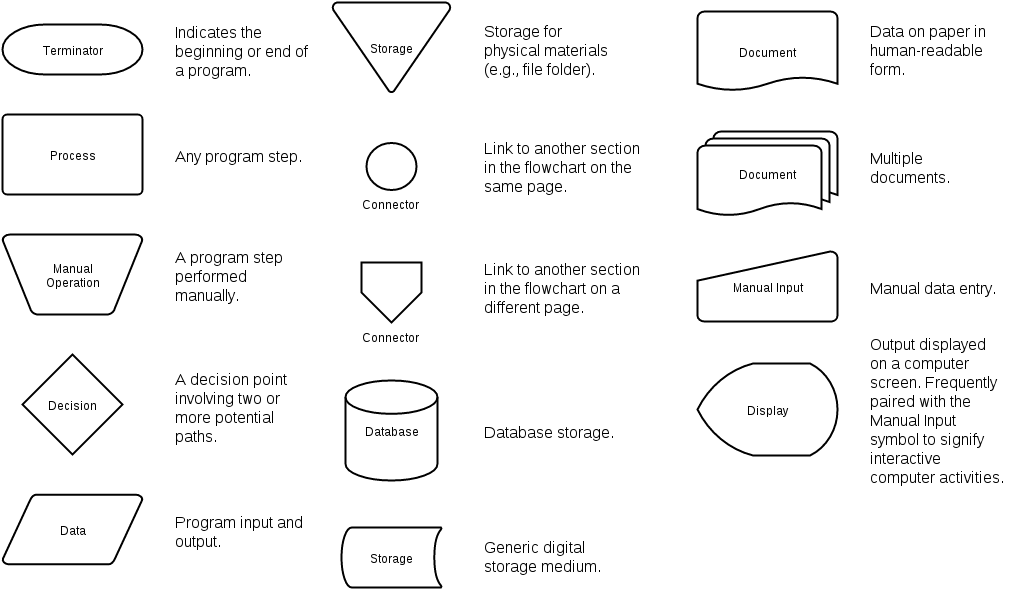 Terminator
Indicates the
beginning or end of
a program.
Process
Any program step.
Manual
Operation
A program step
performed
manually.
Decision
A decision point
involving two or
more potential
paths.
Data
Program input and
output.
Storage
Storage for
physical materials
(e.g., file folder).
Connector
Link to another section
in the flowchart on the
same page.
Connector
Link to another section
in the flowchart on a
different page.
Database
Database storage.
Storage
Generic digital
storage medium.
Document
Data on paper in
human-readable
form.
Document
Multiple
documents.
Manual Input
Manual data entry.
Display
Output displayed
on a computer
screen. Frequently
paired with the
Manual Input
symbol to signify
interactive
computer activities.